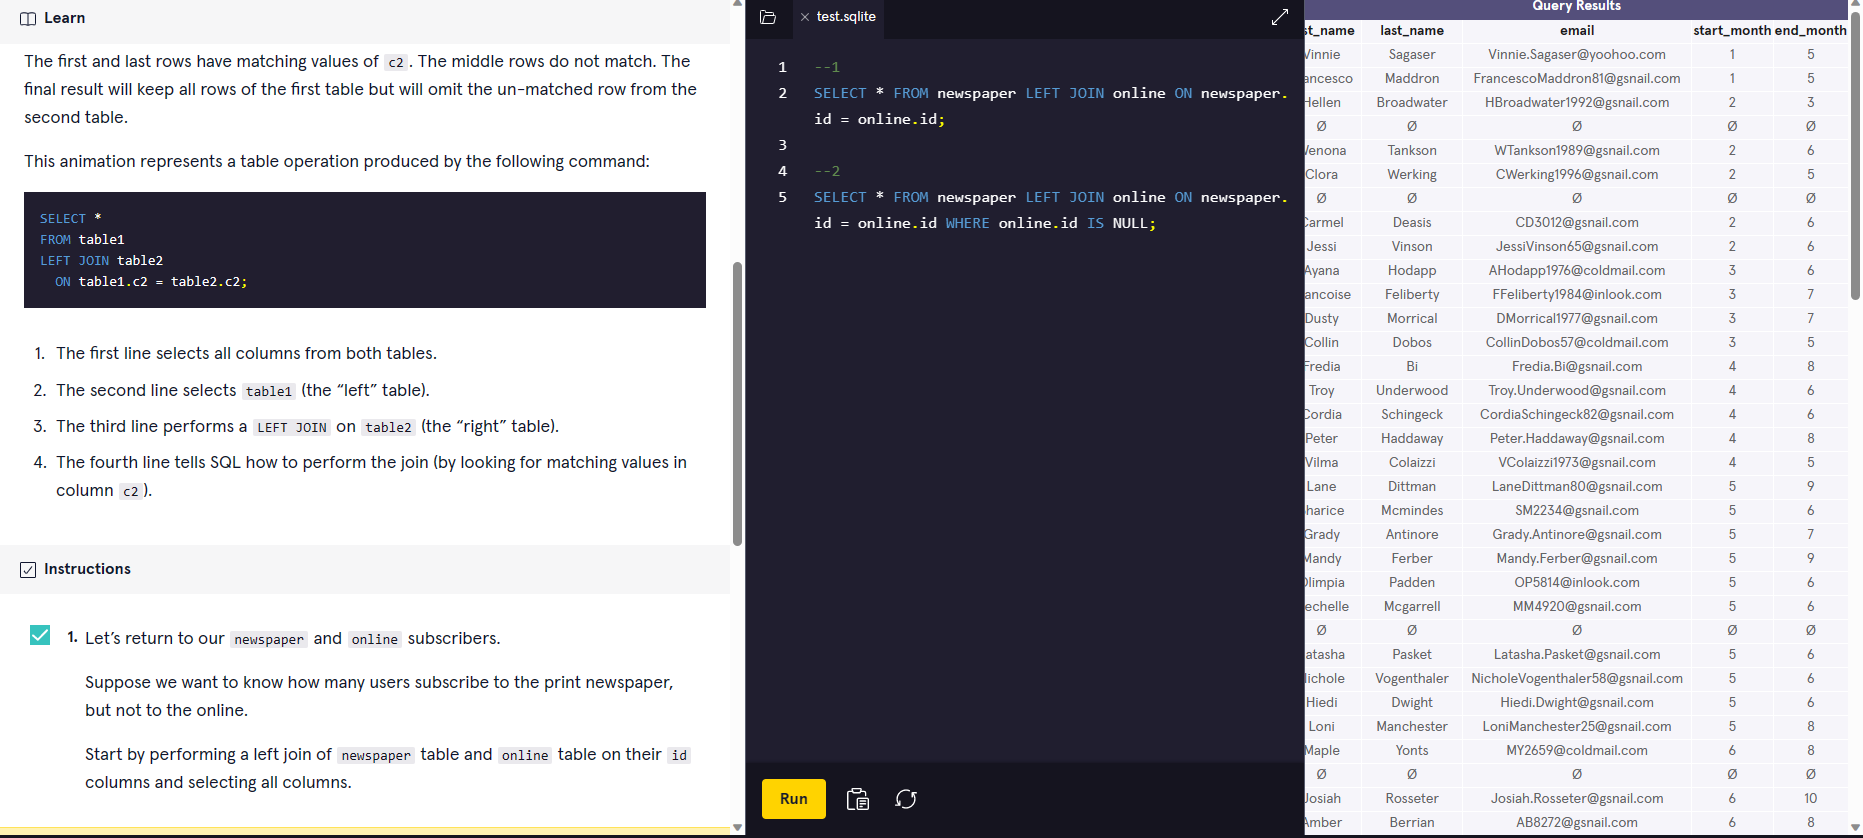 Learn
The first and last rows have matching values of c2. The middle rows do not match. The
final result will keep all rows of the first table but will omit the un-matched row from the
second table.
This animation represents a table operation produced by the following command:
SELECT *
FROM table1
LEFT JOIN table2
ON table1.c2 = table2.c2;
1. The first line selects all columns from both tables.
2. The second line selects table1 (the “left” table).
3. The third line performs a LEFT JOIN on table2 (the “right” table).
4. The fourth line tells SQL how to perform the join (by looking for matching values in
column c2).
Instructions
1. Let’s return to our newspaper and online subscribers.
Suppose we want to know how many users subscribe to the print newspaper,
but not to the online.
Start by performing a left join of newspaper table and online table on their id
columns and selecting all columns.
test.sqlite
1 --1
2 SELECT * FROM newspaper LEFT JOIN online ON newspaper.
id = online.id;
3
4 --2
5 SELECT * FROM newspaper LEFT JOIN online ON newspaper.
id = online.id WHERE online.id IS NULL;
Run
Query Results
st_name last_name email start_month end_month
Vinnie Sagaser Vinnie.Sagaser@yoohoo.com 1 5
ancesco Maddron FrancescoMaddron81@gsnail.com 1 5
Hellen Broadwater HBroadwater1992@gsnail.com 2 3
Ø Ø Ø Ø Ø
Wenona Tankson WTankson1989@gsnail.com 2 6
Clora Werking CWerking1996@gsnail.com 2 5
Ø Ø Ø Ø Ø
Carmel Deasis CD3012@gsnail.com 2 6
Jessi Vinson JessiVinson65@gsnail.com 2 6
Ayana Hodapp AHodapp1976@coldmail.com 3 6
ancoise Feliberty FFeliberty1984@inlook.com 3 7
Dusty Morrical DMorrical1977@gsnail.com 3 7
Collin Dobos CollinDobos57@coldmail.com 3 5
Fredia Bi Fredia.Bi@gsnail.com 4 8
Troy Underwood Troy.Underwood@gsnail.com 4 6
Cordia Schingeck CordiaSchingeck82@gsnail.com 4 6
Peter Haddaway Peter.Haddaway@gsnail.com 4 8
Vilma Colaizzi VColaizzi1973@gsnail.com 4 5
Lane Dittman LaneDittman80@gsnail.com 5 9
harice Mcmindes SM2234@gsnail.com 5 6
Grady Antinore Grady.Antinore@gsnail.com 5 7
Mandy Ferber Mandy.Ferber@gsnail.com 5 9
Olimpia Padden OP5814@inlook.com 5 6
echelle Mcgarrell MM4920@gsnail.com 5 6
Ø Ø Ø Ø Ø
atasha Pasket Latasha.Pasket@gsnail.com 5 6
ichole Vogenthaler NicholeVogenthaler58@gsnail.com 5 6
Hiedi Dwight Hiedi.Dwight@gsnail.com 5 6
Loni Manchester LoniManchester25@gsnail.com 5 8
Maple Yonts MY2659@coldmail.com 6 8
Ø Ø Ø Ø Ø
Josiah Rosseter Josiah.Rosseter@gsnail.com 6 10
Amber Berrian AB8272@gsnail.com 6 8